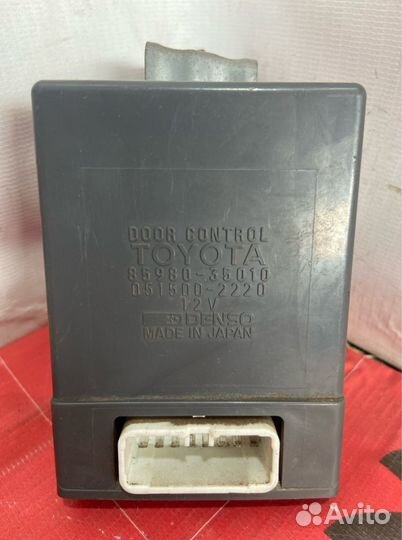 DOOR CONTROL
TOYOTA
85980-35010
051500-2220
12V
DENSO
MADE IN JAPAN
Avito